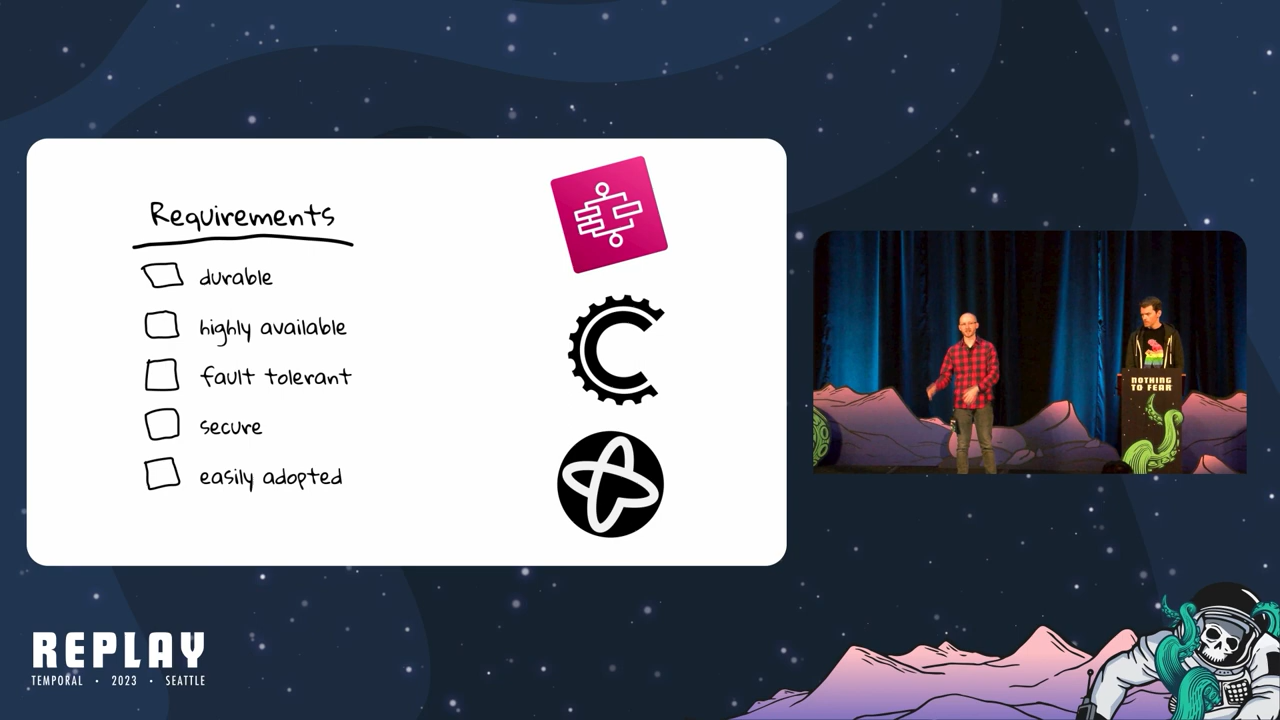 Requirements
durable
highly available
fault tolerant
secure
easily adopted
NOTHING
TO FEAR
REPLAY
TEMPORAL • 2023 • SEATTLE